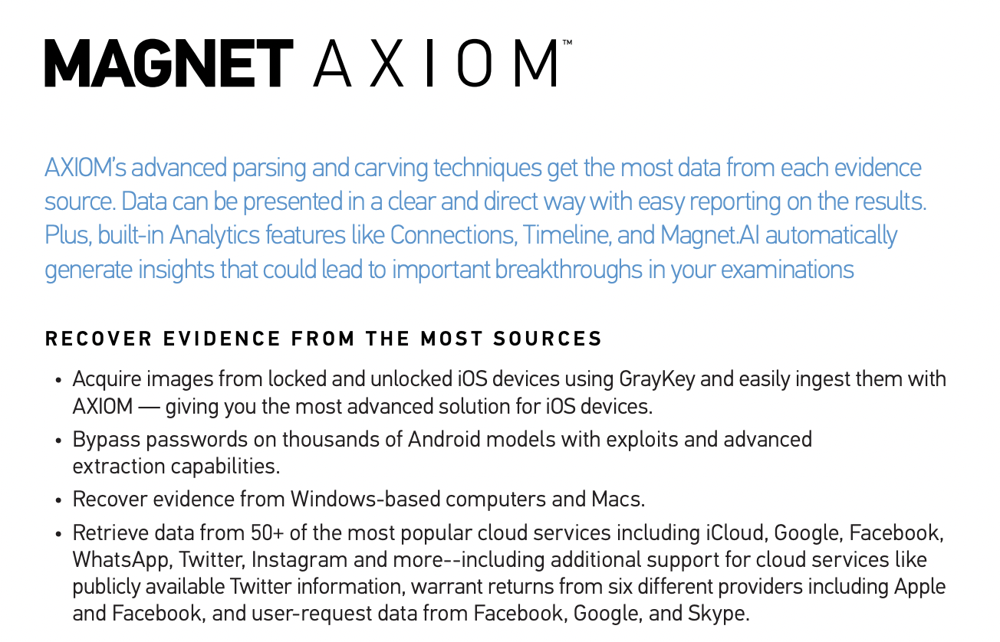 MAGNET AXIOM™
AXIOM’s advanced parsing and carving techniques get the most data from each evidence
source. Data can be presented in a clear and direct way with easy reporting on the results.
Plus, built-in Analytics features like Connections, Timeline, and Magnet.AI automatically
generate insights that could lead to important breakthroughs in your examinations
RECOVER EVIDENCE FROM THE MOST SOURCES
• Acquire images from locked and unlocked iOS devices using GrayKey and easily ingest them with
AXIOM — giving you the most advanced solution for iOS devices.
• Bypass passwords on thousands of Android models with exploits and advanced
extraction capabilities.
• Recover evidence from Windows-based computers and Macs.
• Retrieve data from 50+ of the most popular cloud services including iCloud, Google, Facebook,
WhatsApp, Twitter, Instagram and more--including additional support for cloud services like
publicly available Twitter information, warrant returns from six different providers including Apple
and Facebook, and user-request data from Facebook, Google, and Skype.